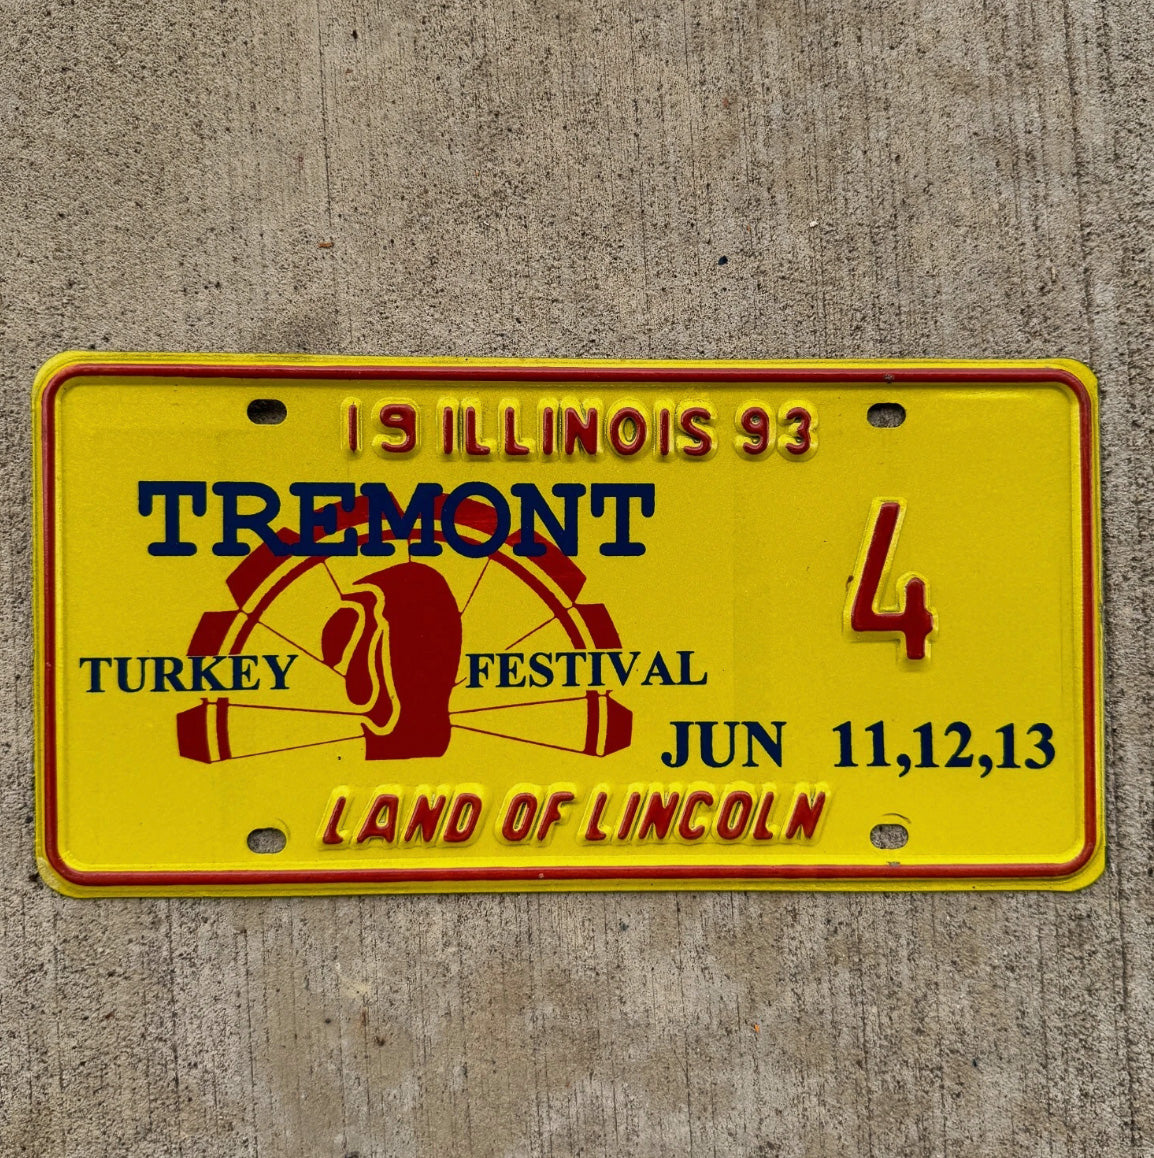 19 ILLINOIS 93
TREMONT
4
TURKEY FESTIVAL
JUN 11,12,13
LAND OF LINCOLN